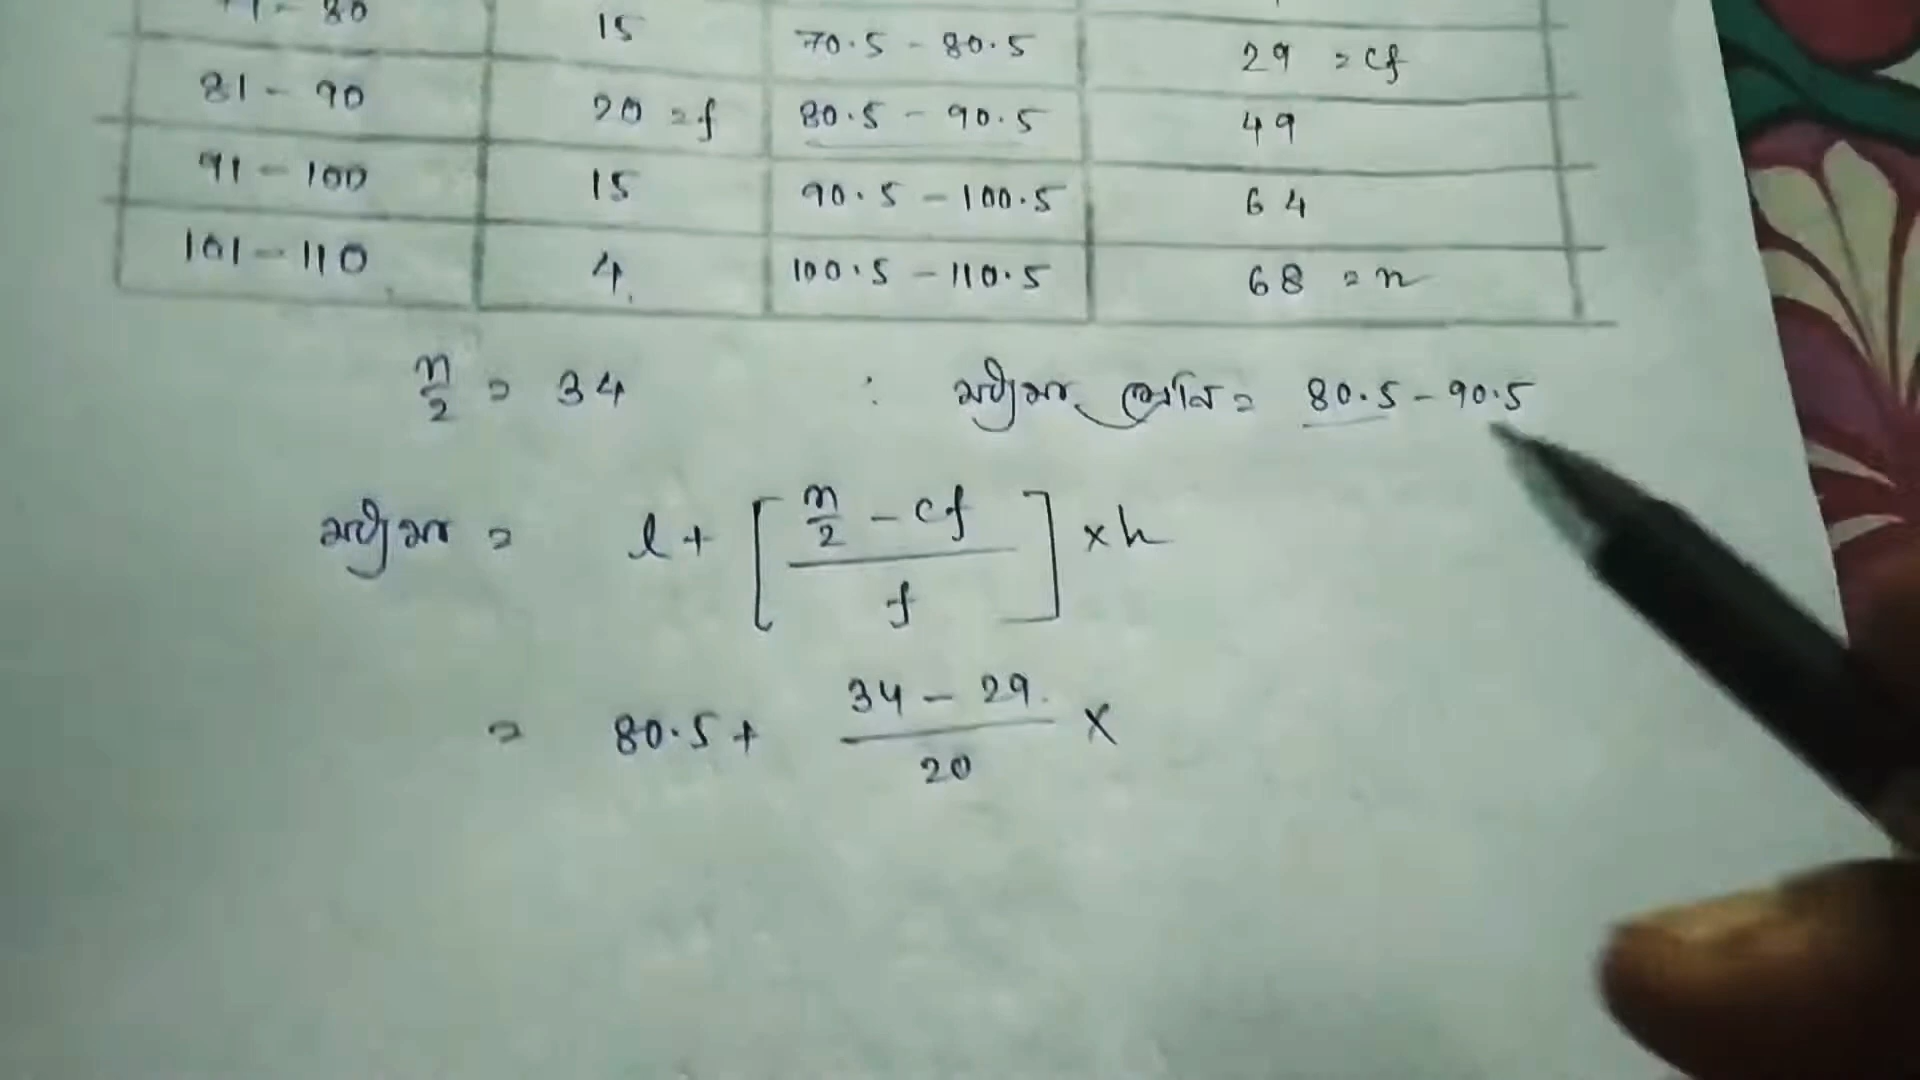 71 - 80 15 70.5 - 80.5 29 = cf
81 - 90 20 = f 80.5 - 90.5 49
91 - 100 15 90.5 - 100.5 64
101 - 110 4 100.5 - 110.5 68 = n
n/2 = 34 ∴ মধ্যমা শ্রেণি = 80.5 - 90.5
মধ্যমা = l + [ (n/2 - cf) / f ] × h
= 80.5 + (34 - 29) / 20 ×